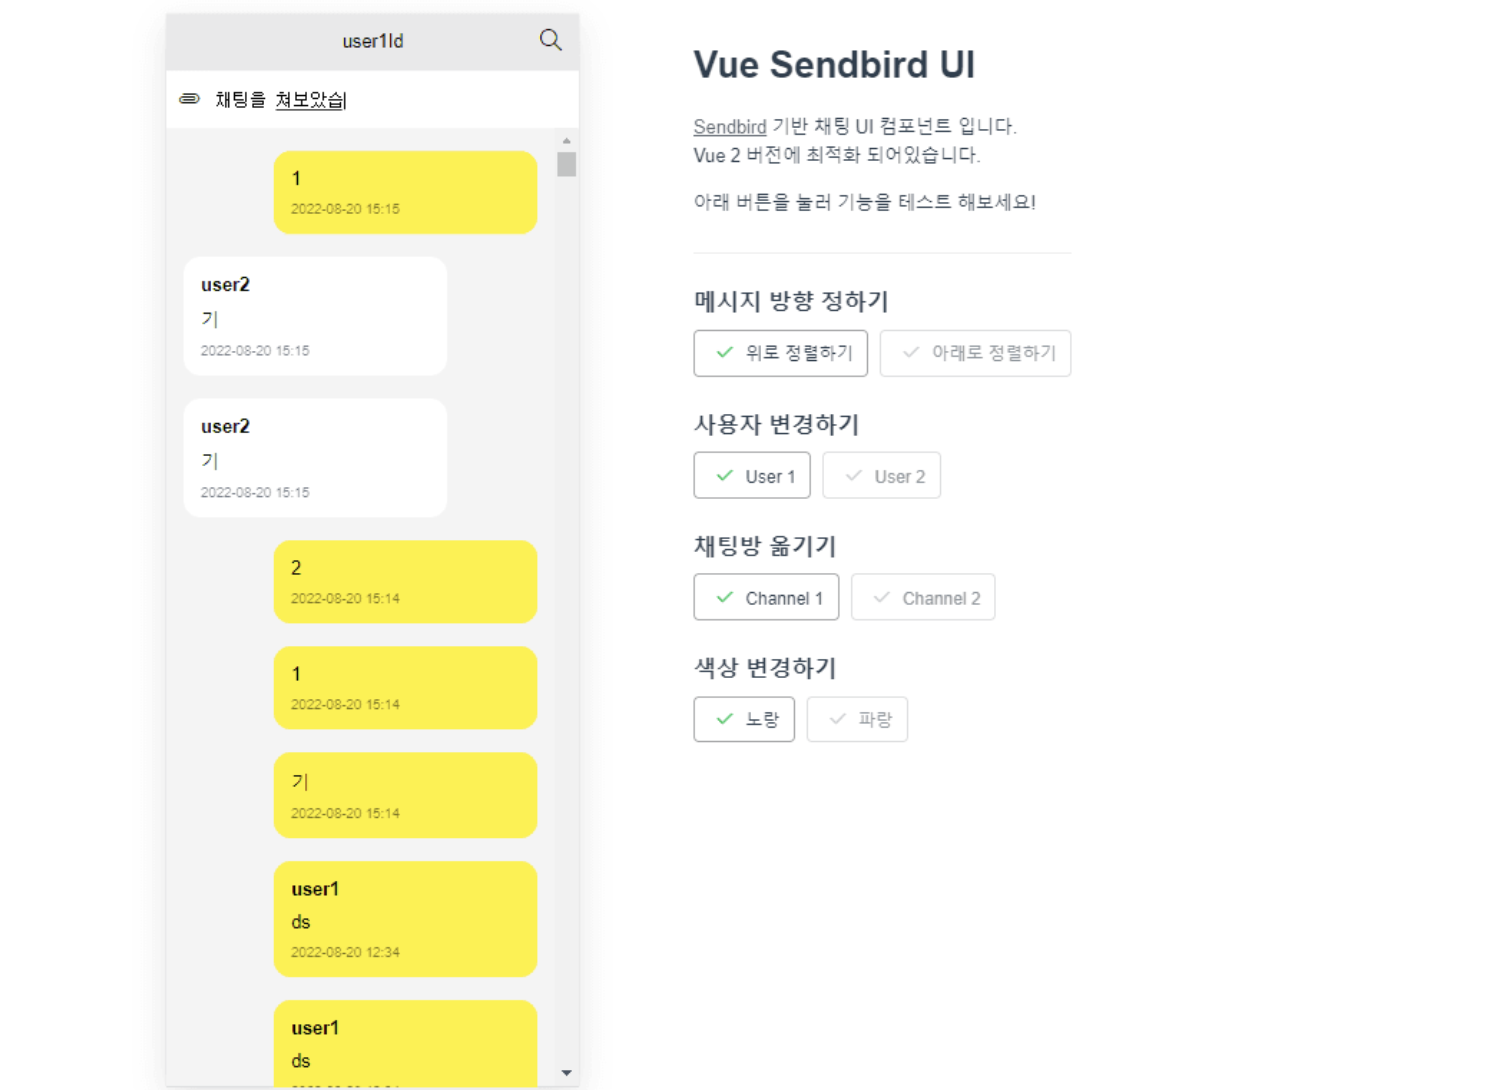 user1Id
채팅을 쳐보았습
1
2022-08-20 15:15
user2
기
2022-08-20 15:15
user2
기
2022-08-20 15:15
2
2022-08-20 15:14
1
2022-08-20 15:14
기
2022-08-20 15:14
user1
ds
2022-08-20 12:34
user1
ds
Vue Sendbird UI
Sendbird 기반 채팅 UI 컴포넌트 입니다.
Vue 2 버전에 최적화 되어있습니다.
아래 버튼을 눌러 기능을 테스트 해보세요!
메시지 방향 정하기
위로 정렬하기 아래로 정렬하기
사용자 변경하기
User 1 User 2
채팅방 옮기기
Channel 1 Channel 2
색상 변경하기
노랑 파랑